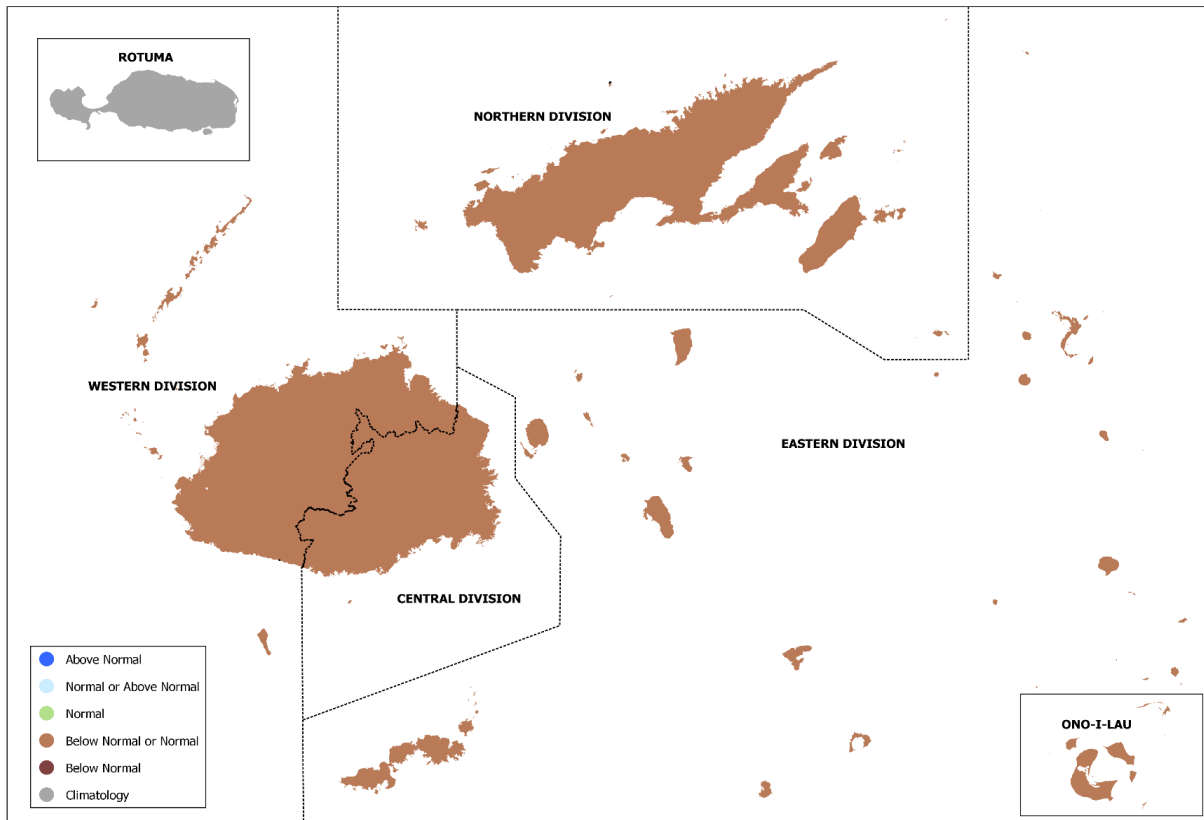 ROTUMA
NORTHERN DIVISION
WESTERN DIVISION
EASTERN DIVISION
CENTRAL DIVISION
Above Normal
Normal or Above Normal
Normal
Below Normal or Normal
Below Normal
Climatology
ONO-I-LAU